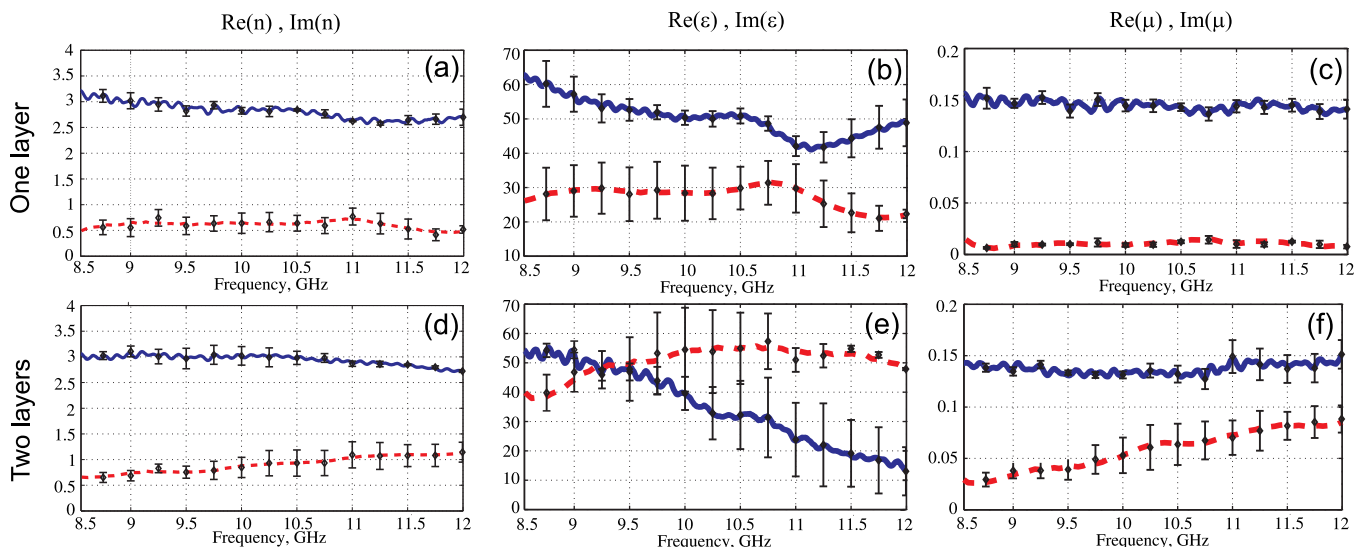 Re(n) , Im(n)
Re(ε) , Im(ε)
Re(μ) , Im(μ)
One layer
(a)
4
3.5
3
2.5
2
1.5
1
0.5
0
8.5 9 9.5 10 10.5 11 11.5 12
Frequency, GHz
(b)
70
60
50
40
30
20
10
8.5 9 9.5 10 10.5 11 11.5 12
Frequency, GHz
(c)
0.2
0.15
0.1
0.05
0
8.5 9 9.5 10 10.5 11 11.5 12
Frequency, GHz
Two layers
(d)
4
3.5
3
2.5
2
1.5
1
0.5
0
8.5 9 9.5 10 10.5 11 11.5 12
Frequency, GHz
(e)
70
60
50
40
30
20
10
0
8.5 9 9.5 10 10.5 11 11.5 12
Frequency, GHz
(f)
0.2
0.15
0.1
0.05
0
8.5 9 9.5 10 10.5 11 11.5 12
Frequency, GHz